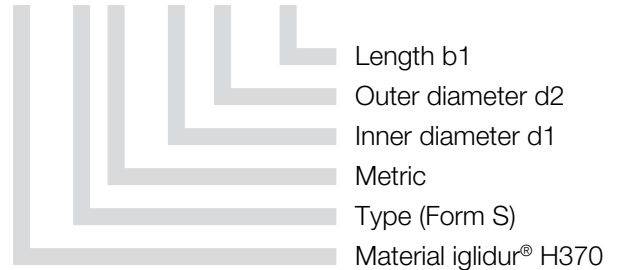 Length b1
Outer diameter d2
Inner diameter d1
Metric
Type (Form S)
Material iglidur® H370